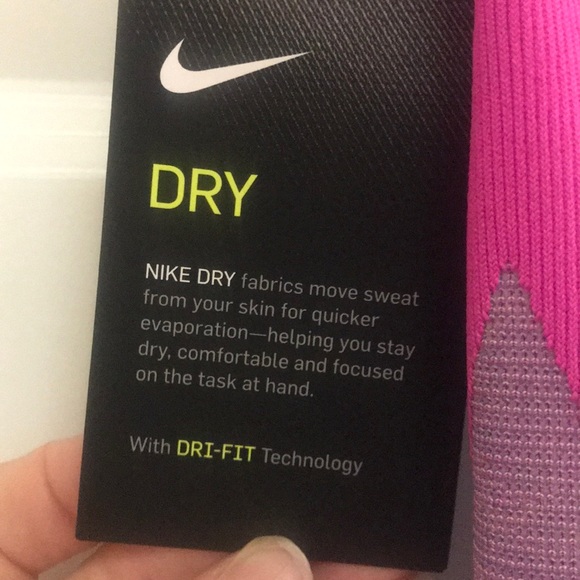 DRY
NIKE DRY fabrics move sweat
from your skin for quicker
evaporation—helping you stay
dry, comfortable and focused
on the task at hand.
With DRI-FIT Technology